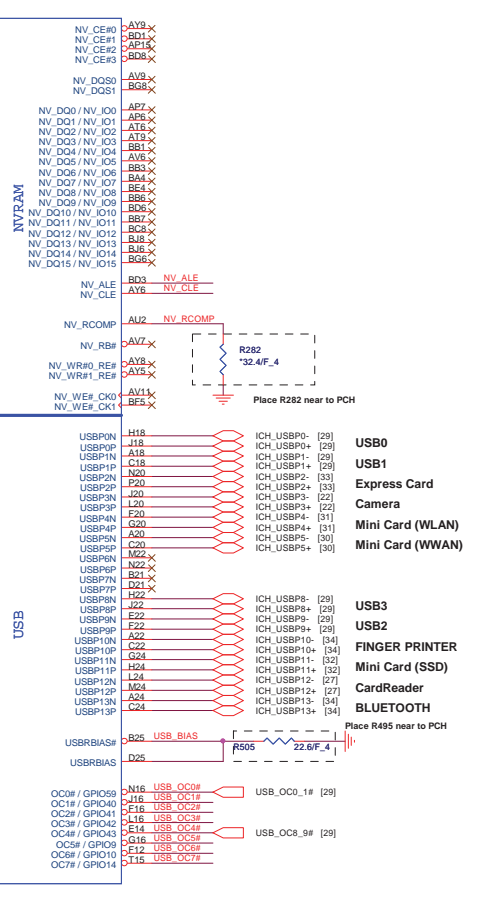 NVRAM
NV_CE#0 AY9
NV_CE#1 BD1
NV_CE#2 AP15
NV_CE#3 BD8
NV_DQS0 AV9
NV_DQS1 BG8
NV_DQ0 / NV_IO0 AP7
NV_DQ1 / NV_IO1 AP6
NV_DQ2 / NV_IO2 AT6
NV_DQ3 / NV_IO3 AT9
NV_DQ4 / NV_IO4 BB1
NV_DQ5 / NV_IO5 AV6
NV_DQ6 / NV_IO6 BB3
NV_DQ7 / NV_IO7 BA4
NV_DQ8 / NV_IO8 BE4
NV_DQ9 / NV_IO9 BB6
NV_DQ10 / NV_IO10 BD6
NV_DQ11 / NV_IO11 BB7
NV_DQ12 / NV_IO12 BC8
NV_DQ13 / NV_IO13 BJ8
NV_DQ14 / NV_IO14 BJ6
NV_DQ15 / NV_IO15 BG6
NV_ALE BD3 NV_ALE
NV_CLE AY6 NV_CLE
NV_RCOMP AU2 NV_RCOMP
NV_RB# AV7
R282
*32.4/F_4
NV_WR#0_RE# AY8
NV_WR#1_RE# AY5
NV_WE#_CK0 AV11
NV_WE#_CK1 BF5
Place R282 near to PCH
USB
USBP0N H18 ICH_USBP0- [29]
USBP0P J18 ICH_USBP0+ [29] USB0
USBP1N A18 ICH_USBP1- [29]
USBP1P C18 ICH_USBP1+ [29] USB1
USBP2N N20 ICH_USBP2- [33]
USBP2P P20 ICH_USBP2+ [33] Express Card
USBP3N J20 ICH_USBP3- [22]
USBP3P L20 ICH_USBP3+ [22] Camera
USBP4N F20 ICH_USBP4- [31]
USBP4P G20 ICH_USBP4+ [31] Mini Card (WLAN)
USBP5N A20 ICH_USBP5- [30]
USBP5P C20 ICH_USBP5+ [30] Mini Card (WWAN)
USBP6N M22
USBP6P N22
USBP7N B21
USBP7P D21
USBP8N H22 ICH_USBP8- [29]
USBP8P J22 ICH_USBP8+ [29] USB3
USBP9N E22 ICH_USBP9- [29]
USBP9P F22 ICH_USBP9+ [29] USB2
USBP10N A22 ICH_USBP10- [34]
USBP10P C22 ICH_USBP10+ [34] FINGER PRINTER
USBP11N G24 ICH_USBP11- [32]
USBP11P H24 ICH_USBP11+ [32] Mini Card (SSD)
USBP12N L24 ICH_USBP12- [27]
USBP12P M24 ICH_USBP12+ [27] CardReader
USBP13N A24 ICH_USBP13- [34]
USBP13P C24 ICH_USBP13+ [34] BLUETOOTH
Place R495 near to PCH
USBRBIAS# B25 USB_BIAS
R505 22.6/F_4
USBRBIAS D25
OC0# / GPIO59 N16 USB_OC0# USB_OC0_1# [29]
OC1# / GPIO40 J16 USB_OC1#
OC2# / GPIO41 F16 USB_OC2#
OC3# / GPIO42 L16 USB_OC3#
OC4# / GPIO43 E14 USB_OC4# USB_OC8_9# [29]
OC5# / GPIO9 G16 USB_OC5#
OC6# / GPIO10 F12 USB_OC6#
OC7# / GPIO14 T15 USB_OC7#